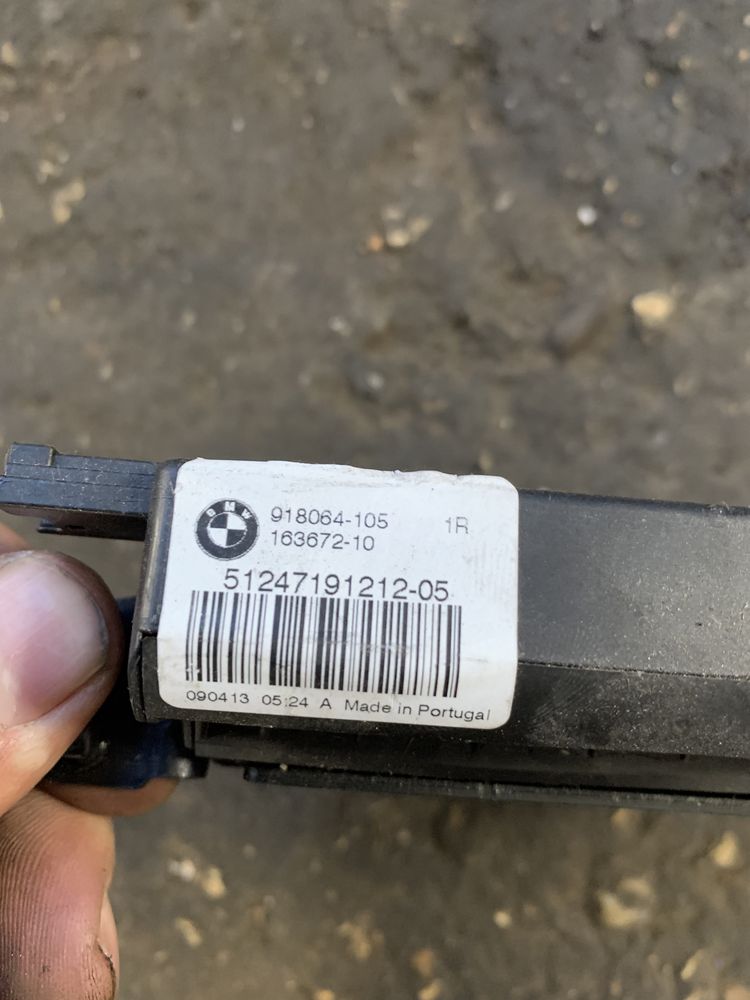 BMW
918064-105 1R
163672-10
51247191212-05
090413 05:24 A Made in Portugal